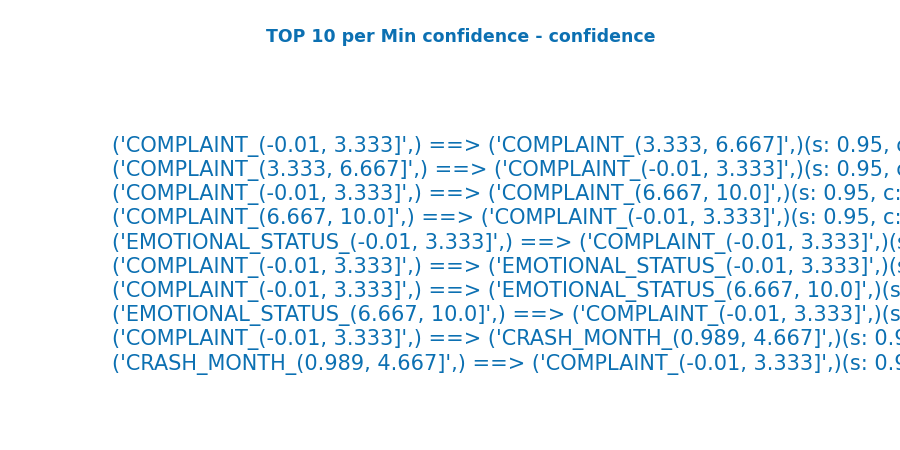 TOP 10 per Min confidence - confidence
('COMPLAINT_(-0.01, 3.333]',) ==> ('COMPLAINT_(3.333, 6.667]',)(s: 0.95,
('COMPLAINT_(3.333, 6.667]',) ==> ('COMPLAINT_(-0.01, 3.333]',)(s: 0.95,
('COMPLAINT_(-0.01, 3.333]',) ==> ('COMPLAINT_(6.667, 10.0]',)(s: 0.95, c:
('COMPLAINT_(6.667, 10.0]',) ==> ('COMPLAINT_(-0.01, 3.333]',)(s: 0.95, c:
('EMOTIONAL_STATUS_(-0.01, 3.333]',) ==> ('COMPLAINT_(-0.01, 3.333]',)(s
('COMPLAINT_(-0.01, 3.333]',) ==> ('EMOTIONAL_STATUS_(-0.01, 3.333]',)(s
('COMPLAINT_(-0.01, 3.333]',) ==> ('EMOTIONAL_STATUS_(6.667, 10.0]',)(s
('EMOTIONAL_STATUS_(6.667, 10.0]',) ==> ('COMPLAINT_(-0.01, 3.333]',)(s
('COMPLAINT_(-0.01, 3.333]',) ==> ('CRASH_MONTH_(0.989, 4.667]',)(s: 0.9
('CRASH_MONTH_(0.989, 4.667]',) ==> ('COMPLAINT_(-0.01, 3.333]',)(s: 0.9